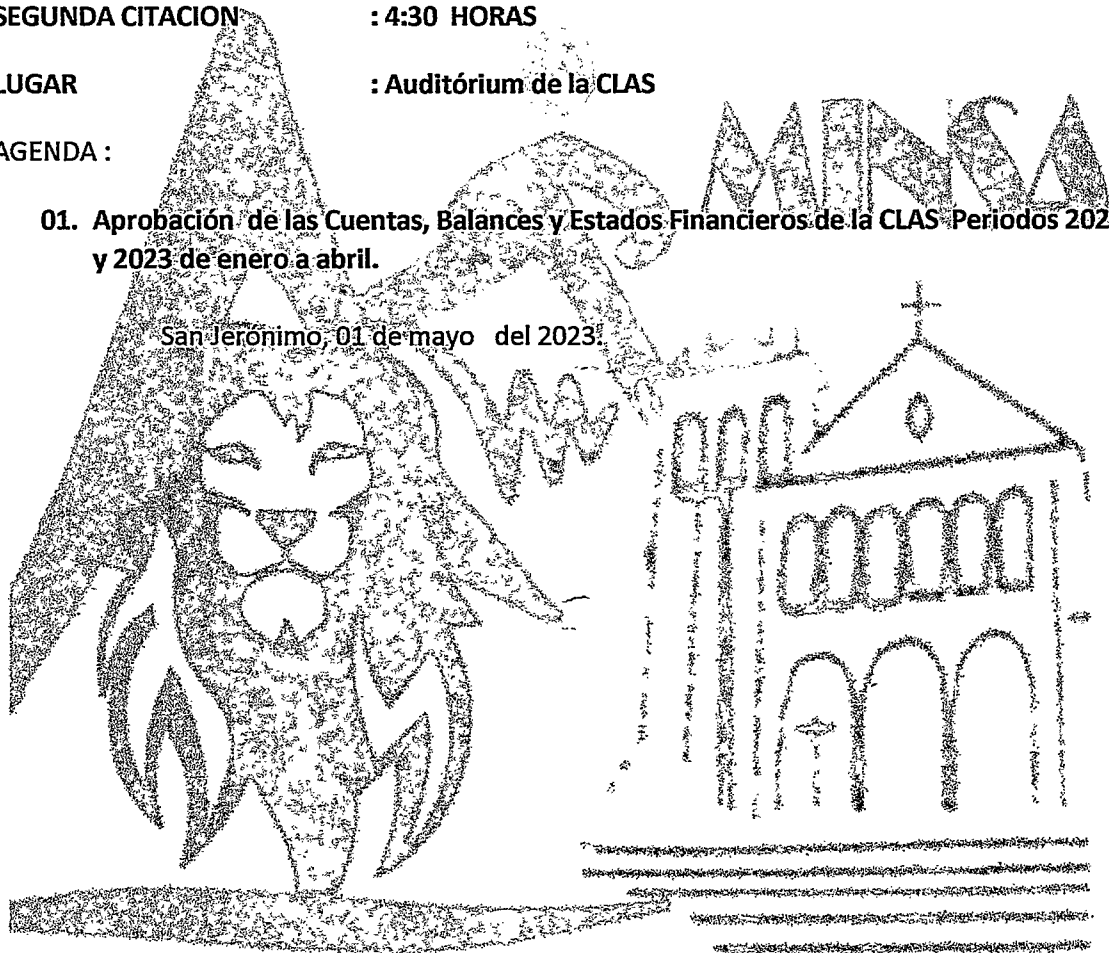 SEGUNDA CITACION : 4:30 HORAS
LUGAR : Auditórium de la CLAS
AGENDA :
MINSA
01. Aprobación de las Cuentas, Balances y Estados Financieros de la CLAS Periodos 202
y 2023 de enero a abril.
San Jerónimo, 01 de mayo del 2023.